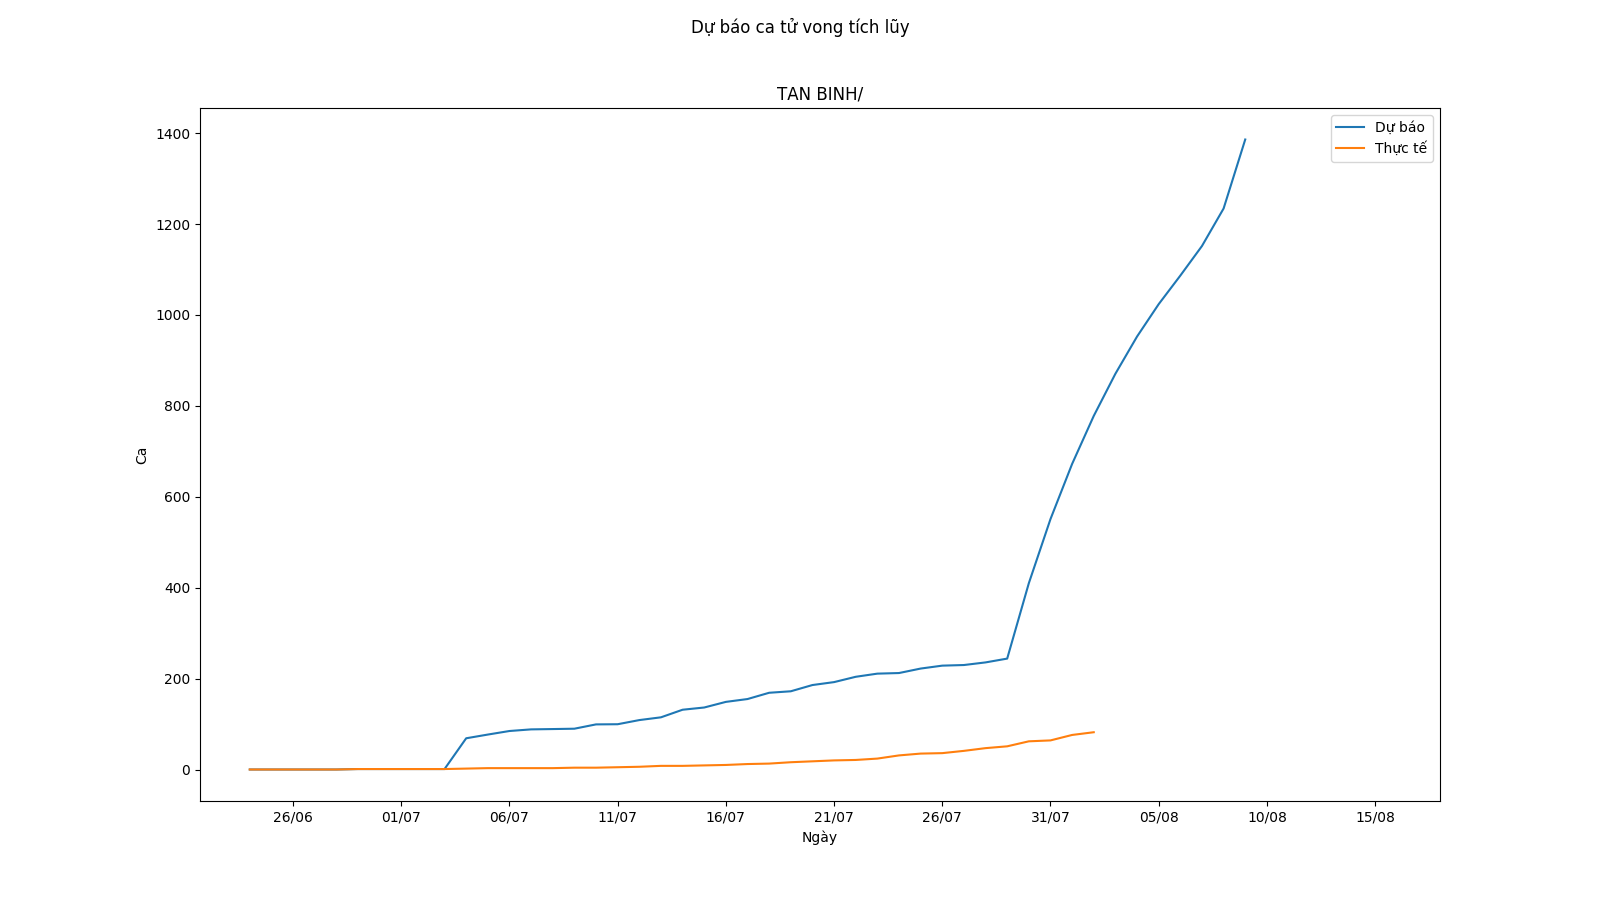 Dự báo ca tử vong tích lũy
TAN BINH/
Dự báo
Thực tế
1400
1200
1000
800
600
400
200
0
Ca
26/06 01/07 06/07 11/07 16/07 21/07 26/07 31/07 05/08 10/08 15/08
Ngày